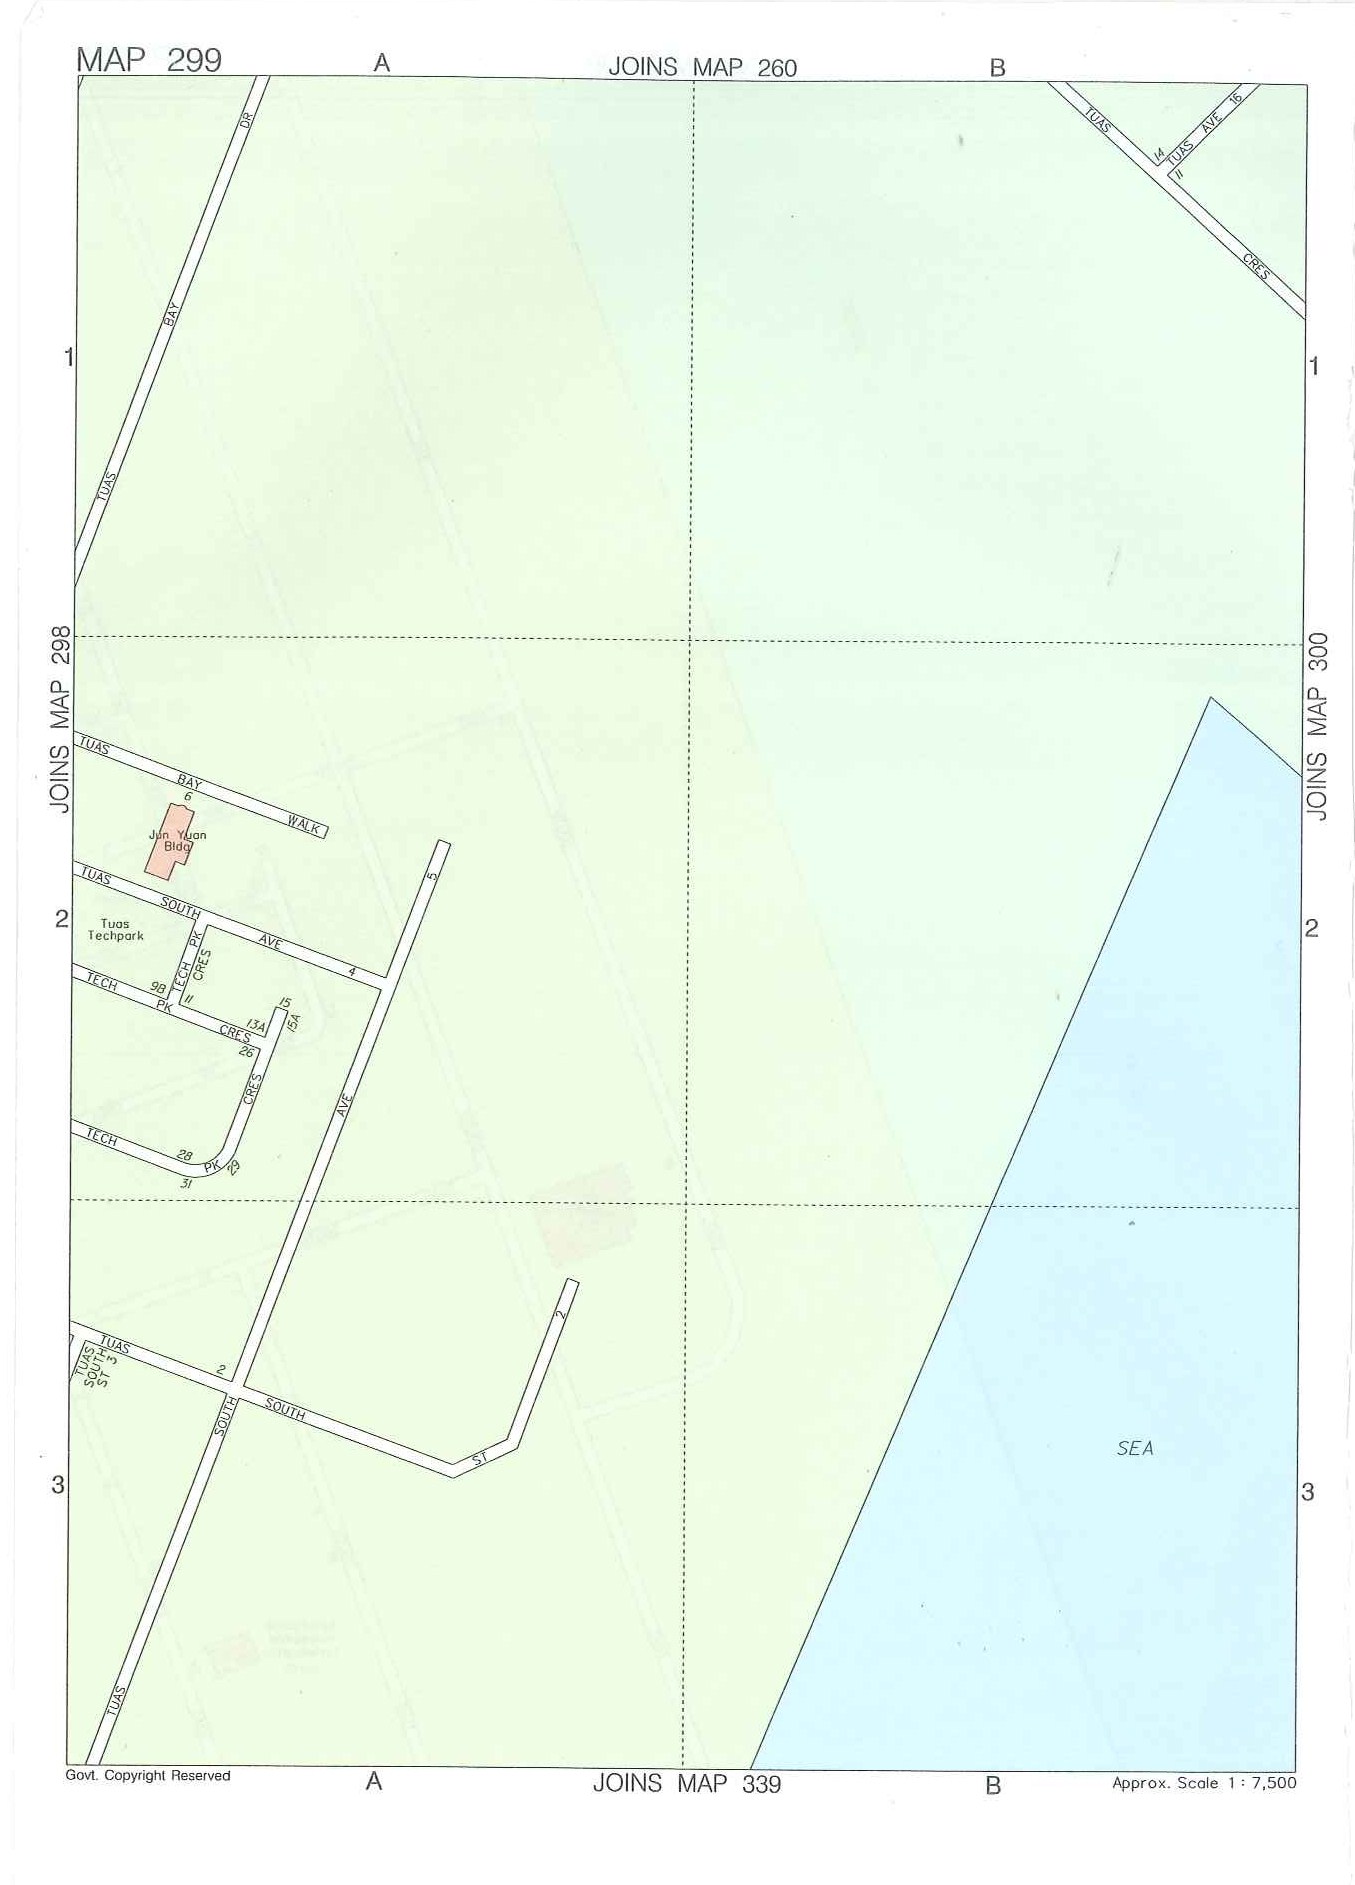 MAP 299
A
JOINS MAP 260
B
DR
BAY
TUAS
TUAS
TUAS AVE 16
14
11
CRES
1
1
JOINS MAP 298
JOINS MAP 300
TUAS BAY WALK
6
Jun Yuan
Bldg
TUAS SOUTH AVE 4
5
2
2
Tuas
Techpark
TECH PK
CRES
TECH PK CRES
9B
11
13A
15
15A
26
CRES
AVE
TECH PK
28
29
31
TUAS SOUTH ST 2
2
TUAS
SOUTH
ST 3
SOUTH
SEA
3
3
TUAS
Govt. Copyright Reserved
A
JOINS MAP 339
B
Approx. Scale 1 : 7,500